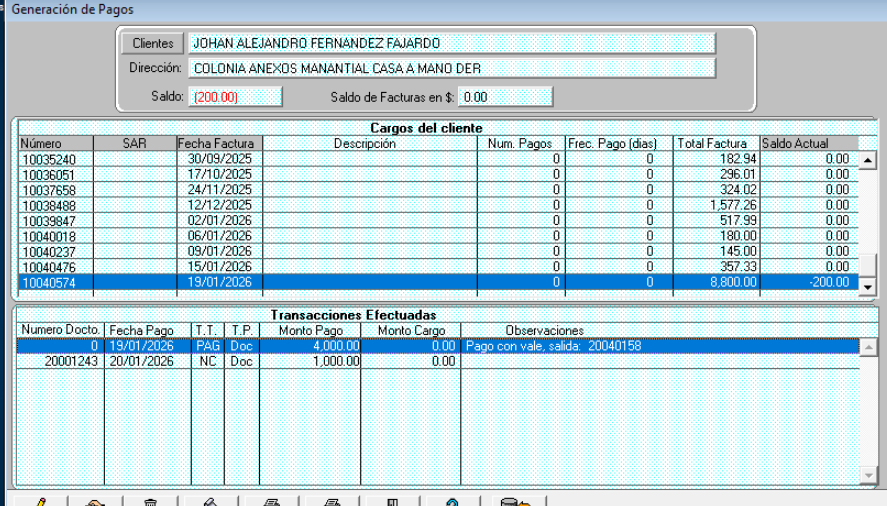 Generación de Pagos
Clientes JOHAN ALEJANDRO FERNANDEZ FAJARDO
Dirección: COLONIA ANEXOS MANANTIAL CASA A MANO DER
Saldo: (200.00) Saldo de Facturas en $: 0.00
Cargos del cliente
Número SAR Fecha Factura Descripción Num. Pagos Frec. Pago (dias) Total Factura Saldo Actual
10035240 30/09/2025 0 0 182.94 0.00
10036051 17/10/2025 0 0 296.01 0.00
10037658 24/11/2025 0 0 324.02 0.00
10038488 12/12/2025 0 0 1,577.26 0.00
10039847 02/01/2026 0 0 517.99 0.00
10040018 06/01/2026 0 0 180.00 0.00
10040237 09/01/2026 0 0 145.00 0.00
10040476 15/01/2026 0 0 357.33 0.00
10040574 19/01/2026 0 0 8,800.00 -200.00
Transacciones Efectuadas
Numero Docto. Fecha Pago T.T. T.P. Monto Pago Monto Cargo Observaciones
0 19/01/2026 PAG Doc 4,000.00 0.00 Pago con vale, salida: 20040158
20001243 20/01/2026 NC Doc 1,000.00 0.00